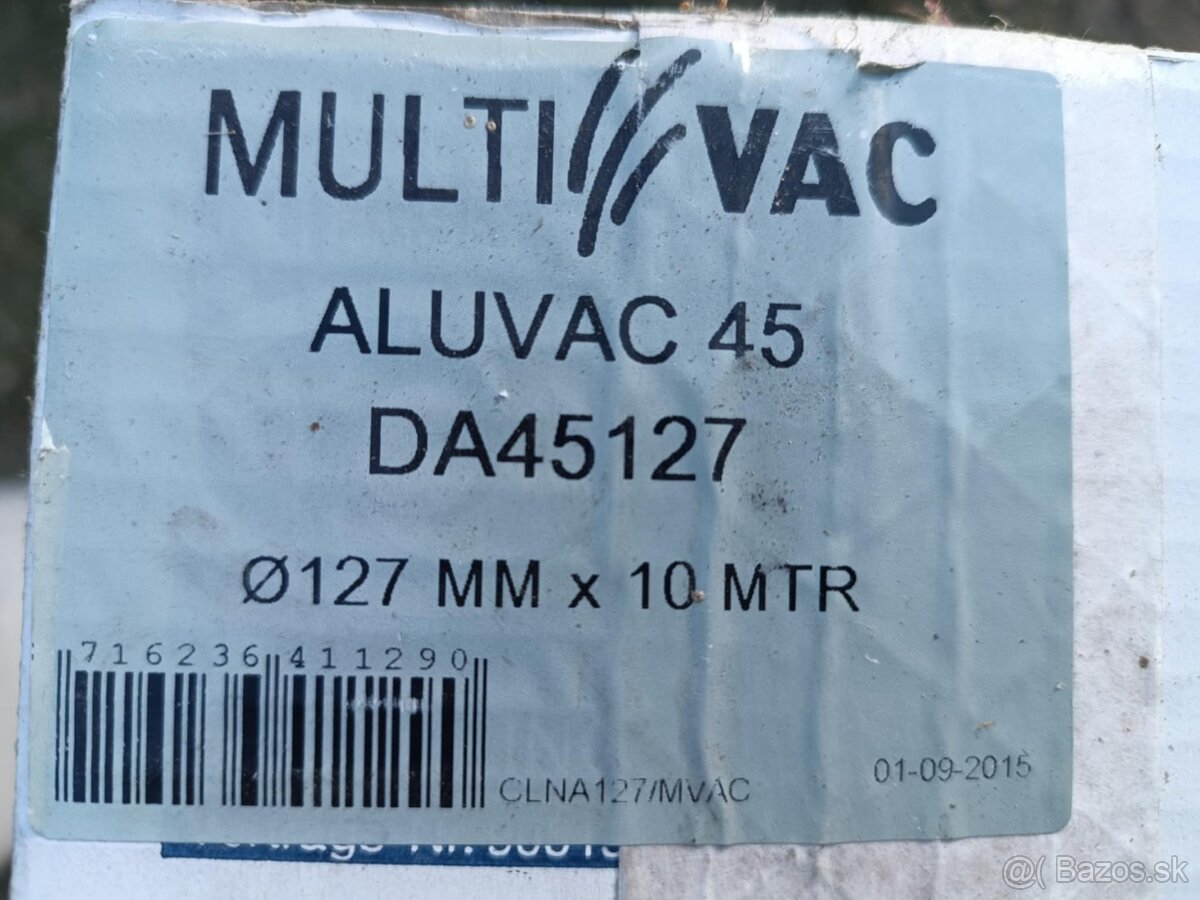 MULTI VAC
ALUVAC 45
DA45127
Ø127 MM x 10 MTR
716236 411290
CLNA127/MVAC
01-09-2015
@( Bazos.sk